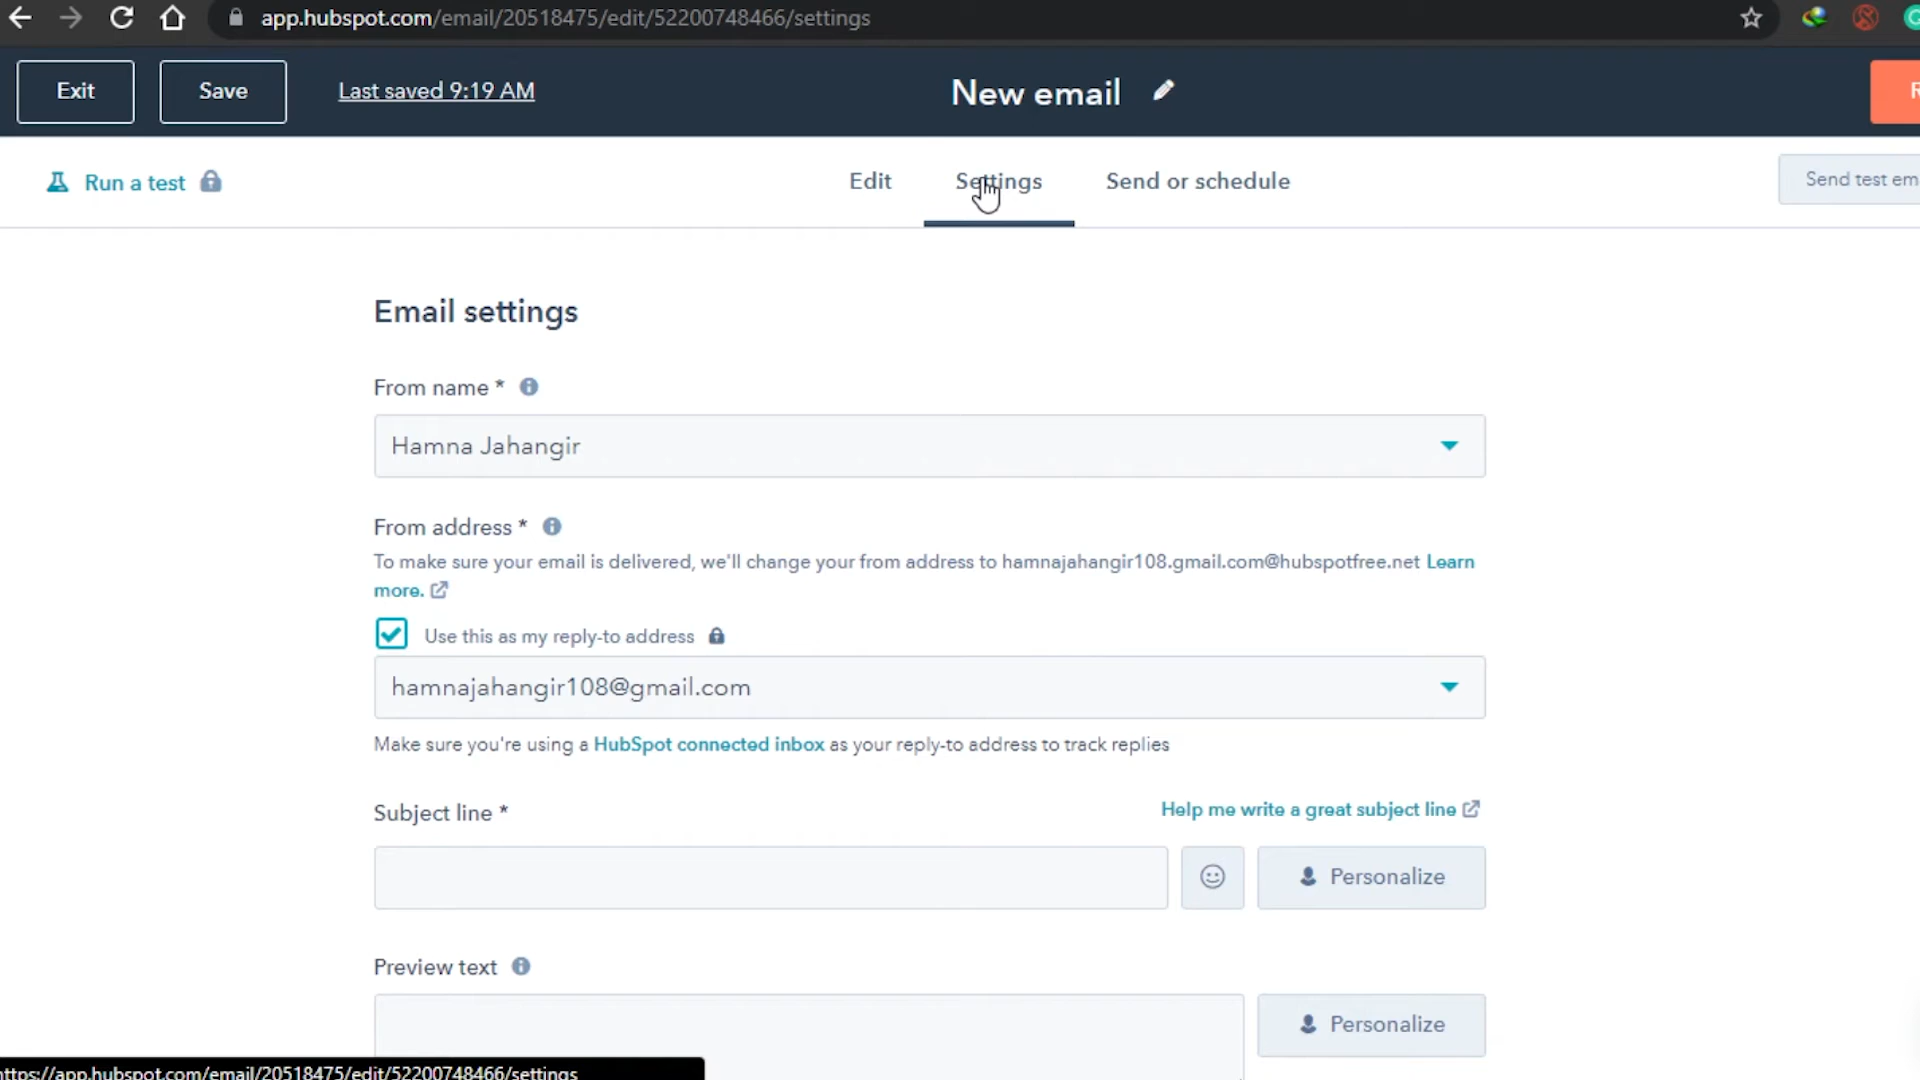 app.hubspot.com/email/20518475/edit/52200748466/settings
Exit
Save
Last saved 9:19 AM
New email
Run a test
Edit
Settings
Send or schedule
Send test em
Email settings
From name *
Hamna Jahangir
From address *
To make sure your email is delivered, we'll change your from address to hamnajahangir108.gmail.com@hubspotfree.net Learn
more.
Use this as my reply-to address
hamnajahangir108@gmail.com
Make sure you're using a HubSpot connected inbox as your reply-to address to track replies
Subject line *
Help me write a great subject line
Personalize
Preview text
Personalize
https://app.hubspot.com/email/20518475/edit/52200748466/settings